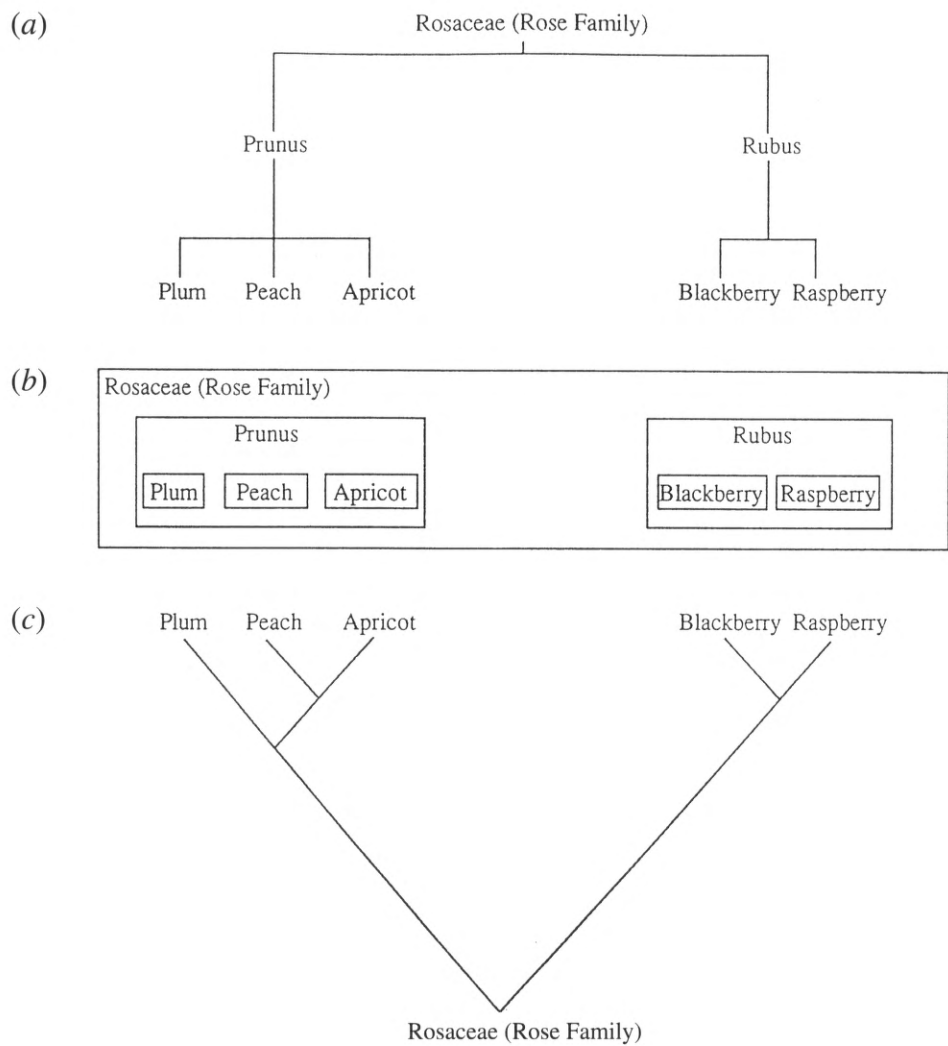 (a)
Rosaceae (Rose Family)
Prunus Rubus
Plum Peach Apricot Blackberry Raspberry
(b)
Rosaceae (Rose Family)
Prunus Rubus
Plum Peach Apricot Blackberry Raspberry
(c)
Plum Peach Apricot Blackberry Raspberry
Rosaceae (Rose Family)